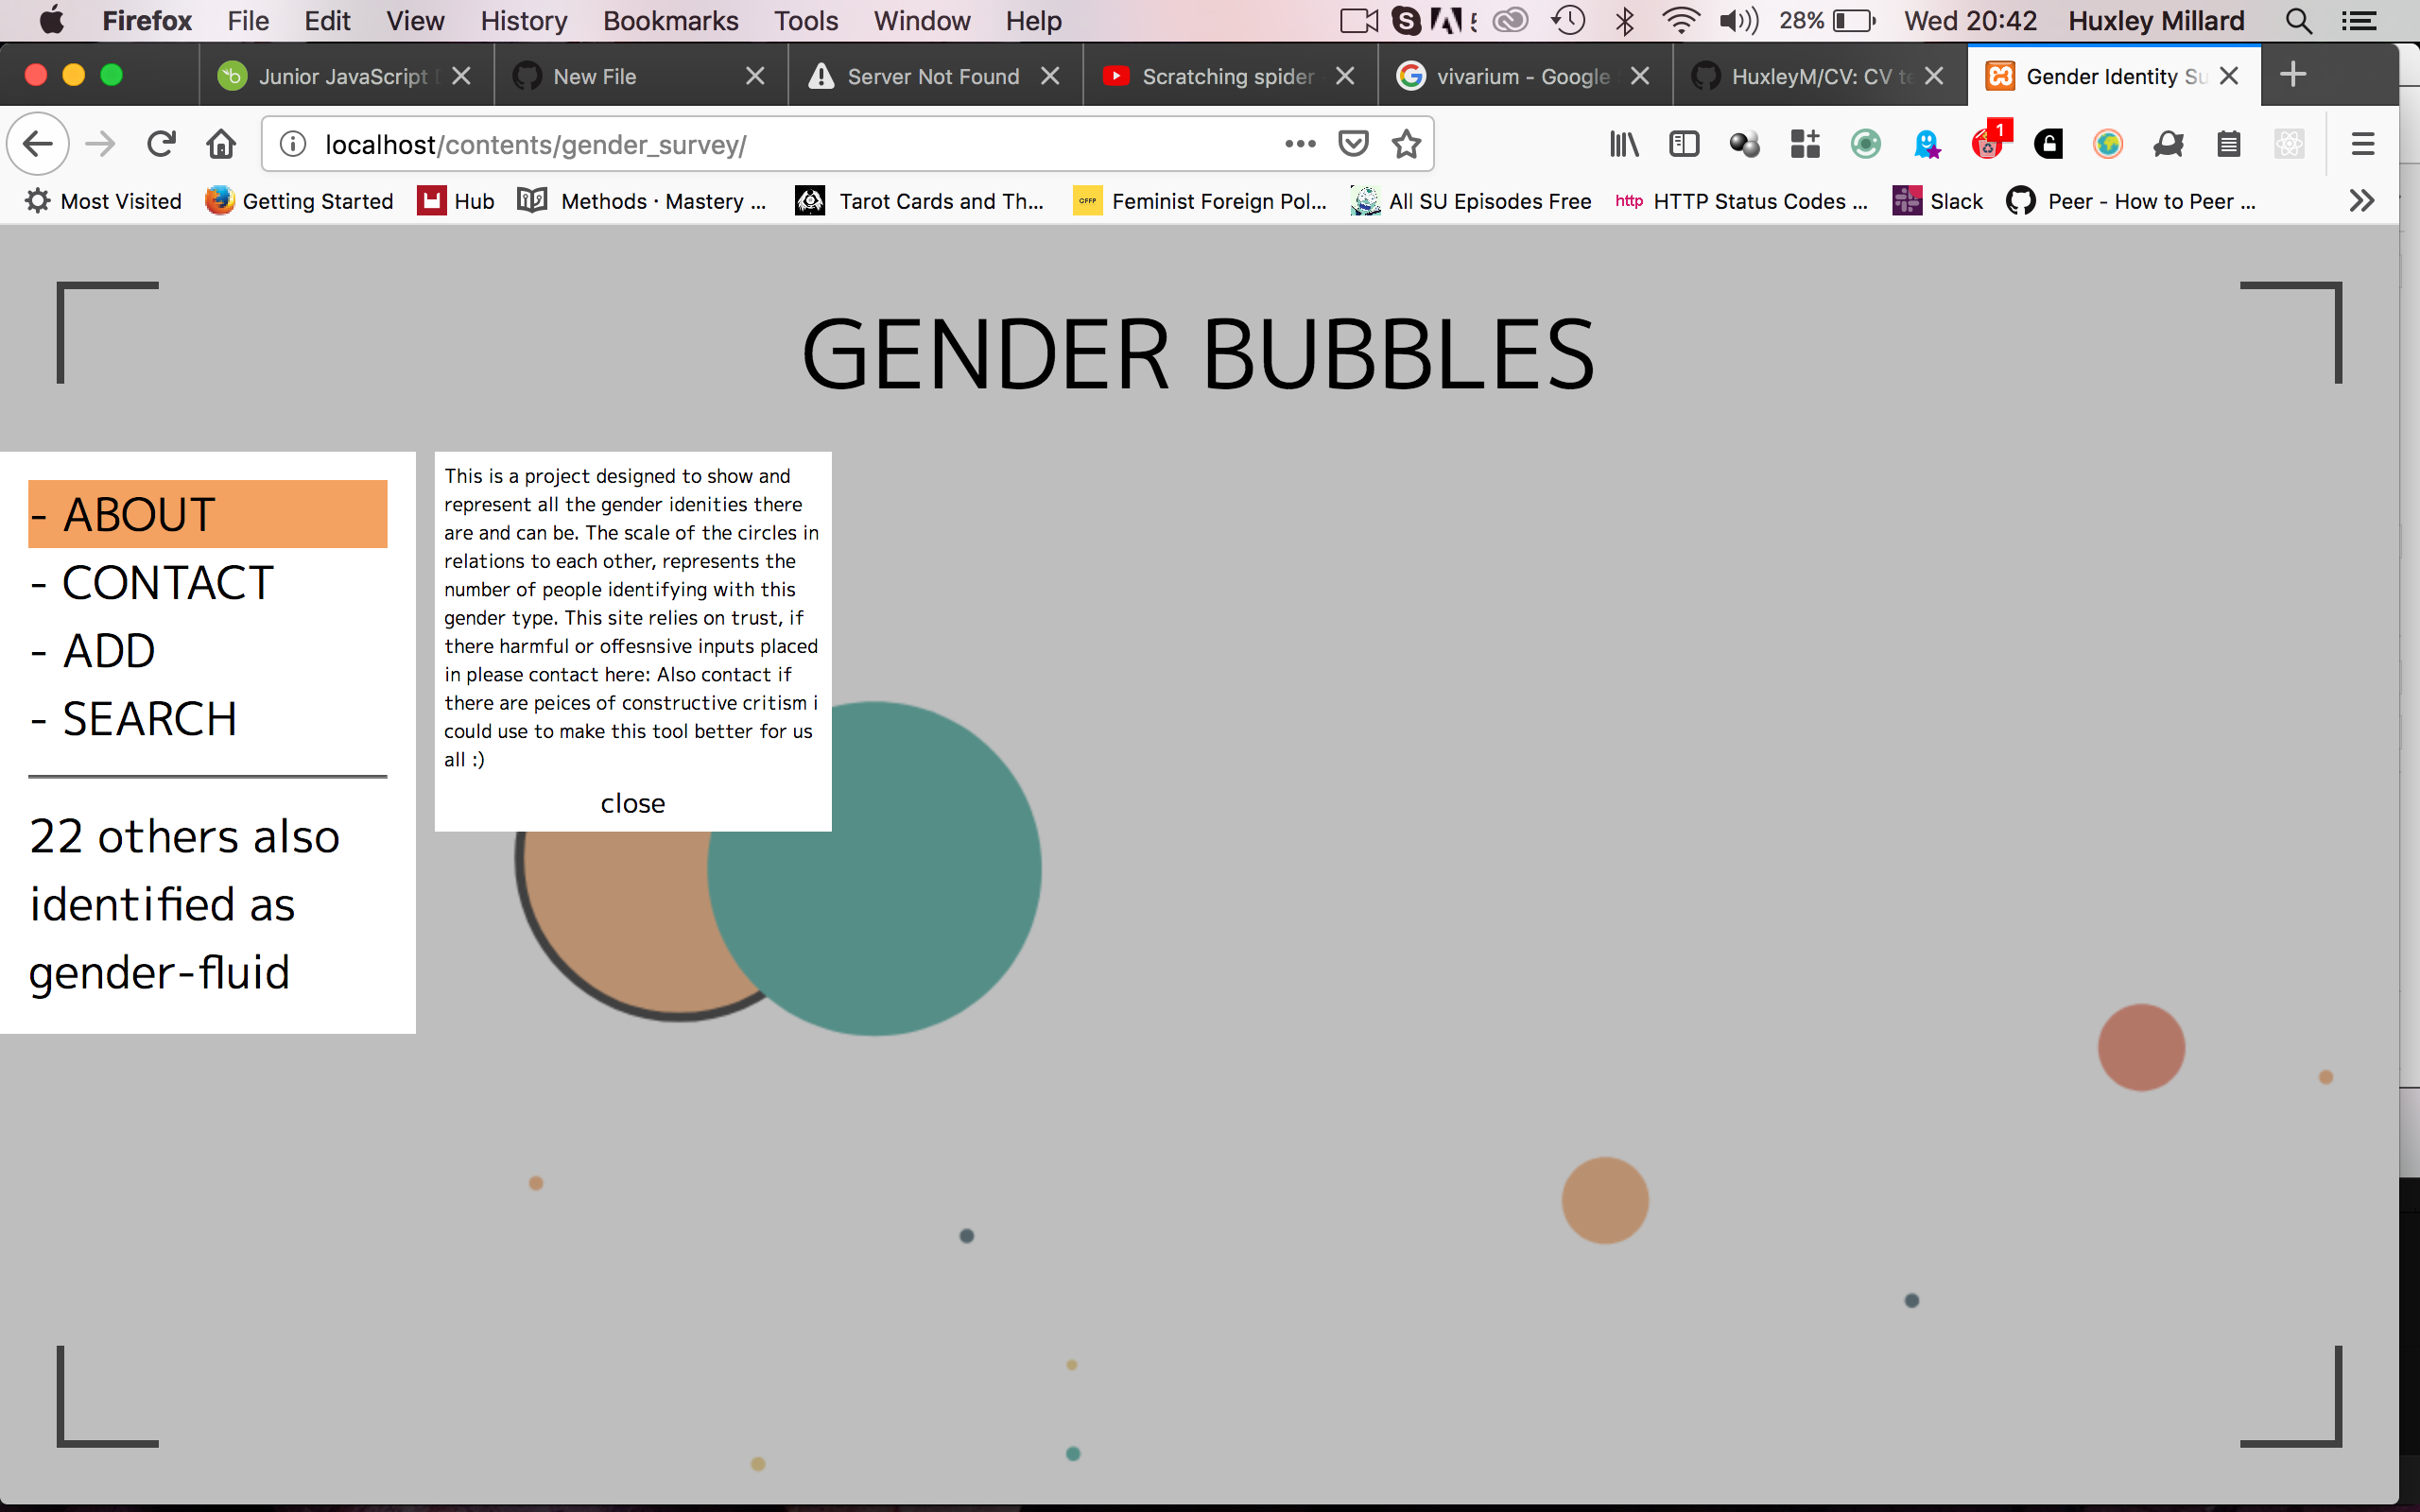 Firefox File Edit View History Bookmarks Tools Window Help 28% Wed 20:42 Huxley Millard
Junior JavaScript New File Server Not Found Scratching spider vivarium - Google HuxleyM/CV: CV Gender Identity
localhost/contents/gender_survey/ 1
Most Visited Getting Started Hub Methods · Mastery ... Tarot Cards and Th... Feminist Foreign Pol... All SU Episodes Free http HTTP Status Codes ... Slack Peer - How to Peer ...
GENDER BUBBLES
- ABOUT
- CONTACT
- ADD
- SEARCH
22 others also
identified as
gender-fluid
This is a project designed to show and
represent all the gender idenities there
are and can be. The scale of the circles in
relations to each other, represents the
number of people identifying with this
gender type. This site relies on trust, if
there harmful or offesnsive inputs placed
in please contact here: Also contact if
there are peices of constructive critism i
could use to make this tool better for us
all :)
close